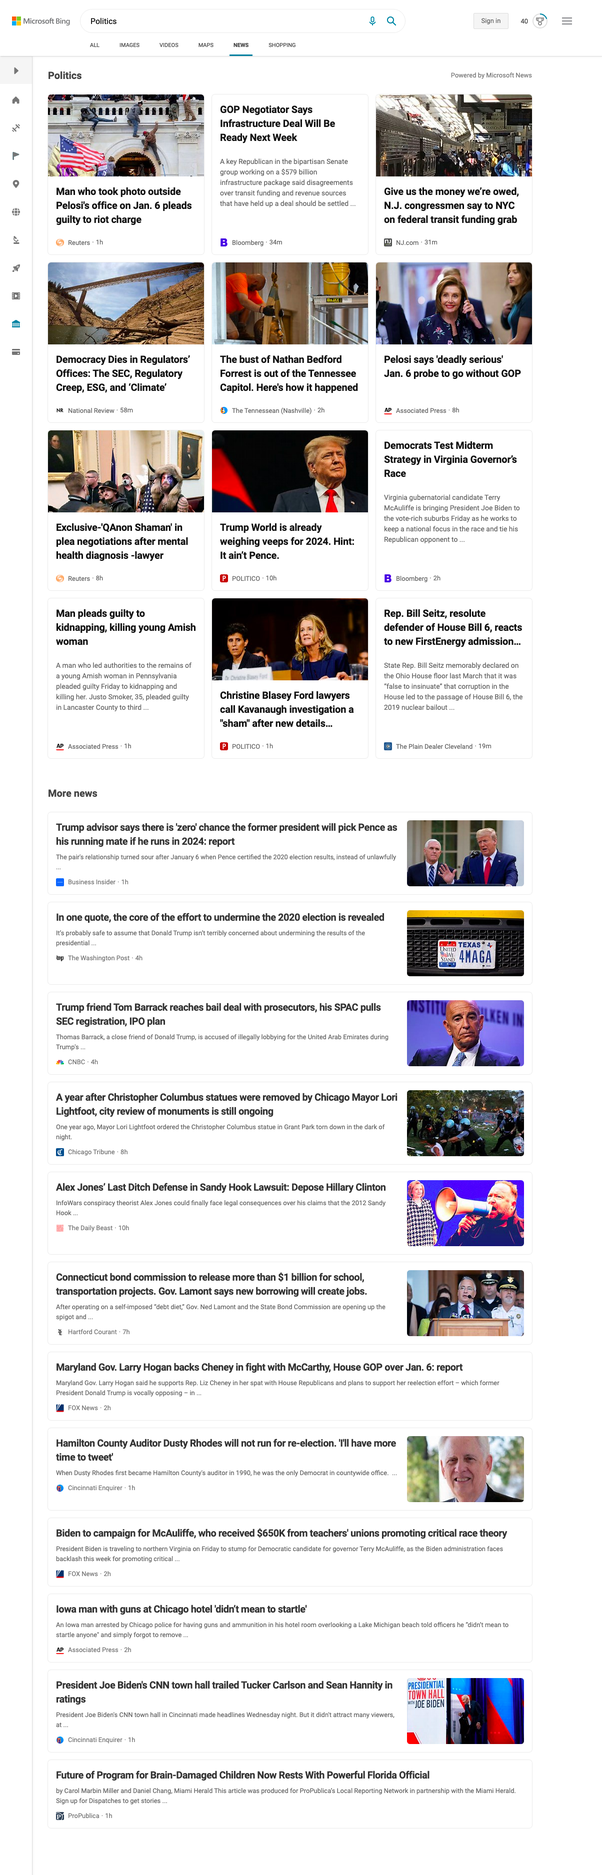 Microsoft Bing
Politics
Sign in
40
ALL IMAGES VIDEOS MAPS NEWS SHOPPING
Politics
Powered by Microsoft News
Man who took photo outside
Pelosi's office on Jan. 6 pleads
guilty to riot charge
Reuters · 1h
GOP Negotiator Says
Infrastructure Deal Will Be
Ready Next Week
A key Republican in the bipartisan Senate
group working on a $579 billion
infrastructure package said disagreements
over transit funding and revenue sources
that have held up a deal should be settled ...
Bloomberg · 34m
Give us the money we're owed,
N.J. congressmen say to NYC
on federal transit funding grab
NJ.com · 31m
Democracy Dies in Regulators'
Offices: The SEC, Regulatory
Creep, ESG, and 'Climate'
NR National Review · 58m
The bust of Nathan Bedford
Forrest is out of the Tennessee
Capitol. Here's how it happened
The Tennessean (Nashville) · 2h
Pelosi says 'deadly serious'
Jan. 6 probe to go without GOP
AP Associated Press · 8h
Exclusive-'QAnon Shaman' in
plea negotiations after mental
health diagnosis -lawyer
Reuters · 8h
Trump World is already
weighing veeps for 2024. Hint:
It ain't Pence.
POLITICO · 10h
Democrats Test Midterm
Strategy in Virginia Governor's
Race
Virginia gubernatorial candidate Terry
McAuliffe is bringing President Joe Biden to
the vote-rich suburbs Friday as he works to
keep a national focus in the race and tie his
Republican opponent to ...
Bloomberg · 2h
Man pleads guilty to
kidnapping, killing young Amish
woman
A man who led authorities to the remains of
a young Amish woman in Pennsylvania
pleaded guilty Friday to kidnapping and
killing her. Justo Smoker, 35, pleaded guilty
in Lancaster County to third ...
AP Associated Press · 1h
Christine Blasey Ford lawyers
call Kavanaugh investigation a
"sham" after new details...
POLITICO · 1h
Rep. Bill Seitz, resolute
defender of House Bill 6, reacts
to new FirstEnergy admission...
State Rep. Bill Seitz memorably declared on
the Ohio House floor last March that it was
"false to insinuate" that corruption in the
House led to the passage of House Bill 6, the
2019 nuclear bailout ...
The Plain Dealer Cleveland · 19m
More news
Trump advisor says there is 'zero' chance the former president will pick Pence as
his running mate if he runs in 2024: report
The pair's relationship turned sour after January 6 when Pence certified the 2020 election results, instead of unlawfully
...
Business Insider · 1h
In one quote, the core of the effort to undermine the 2020 election is revealed
It's probably safe to assume that Donald Trump isn't terribly concerned about undermining the results of the
presidential ...
wp The Washington Post · 4h
TEXAS
4MAGA
Trump friend Tom Barrack reaches bail deal with prosecutors, his SPAC pulls
SEC registration, IPO plan
Thomas Barrack, a close friend of Donald Trump, is accused of illegally lobbying for the United Arab Emirates during
Trump's ...
CNBC · 4h
A year after Christopher Columbus statues were removed by Chicago Mayor Lori
Lightfoot, city review of monuments is still ongoing
One year ago, Mayor Lori Lightfoot ordered the Christopher Columbus statue in Grant Park torn down in the dark of
night.
Chicago Tribune · 8h
Alex Jones' Last Ditch Defense in Sandy Hook Lawsuit: Depose Hillary Clinton
InfoWars conspiracy theorist Alex Jones could finally face legal consequences over his claims that the 2012 Sandy
Hook ...
The Daily Beast · 10h
Connecticut bond commission to release more than $1 billion for school,
transportation projects. Gov. Lamont says new borrowing will create jobs.
After operating on a self-imposed "debt diet," Gov. Ned Lamont and the State Bond Commission are opening up the
spigot and ...
Hartford Courant · 7h
Maryland Gov. Larry Hogan backs Cheney in fight with McCarthy, House GOP over Jan. 6: report
Maryland Gov. Larry Hogan said he supports Rep. Liz Cheney in her spat with House Republicans and plans to support her reelection effort – which former
President Donald Trump is vocally opposing – in ...
FOX News · 2h
Hamilton County Auditor Dusty Rhodes will not run for re-election. 'I'll have more
time to tweet'
When Dusty Rhodes first became Hamilton County's auditor in 1990, he was the only Democrat in countywide office. ...
Cincinnati Enquirer · 1h
Biden to campaign for McAuliffe, who received $650K from teachers' unions promoting critical race theory
President Biden is traveling to northern Virginia on Friday to stump for Democratic candidate for governor Terry McAuliffe, as the Biden administration faces
backlash this week for promoting critical ...
FOX News · 2h
Iowa man with guns at Chicago hotel 'didn't mean to startle'
An Iowa man arrested by Chicago police for having guns and ammunition in his hotel room overlooking a Lake Michigan beach told officers he "didn't mean to
startle anyone" and simply forgot to remove ...
AP Associated Press · 2h
President Joe Biden's CNN town hall trailed Tucker Carlson and Sean Hannity in
ratings
President Joe Biden's CNN town hall in Cincinnati made headlines Wednesday night. But it didn't attract many viewers,
at ...
Cincinnati Enquirer · 1h
PRESIDENTIAL
TOWN HALL
JOE BIDEN
Future of Program for Brain-Damaged Children Now Rests With Powerful Florida Official
by Carol Marbin Miller and Daniel Chang, Miami Herald This article was produced for ProPublica's Local Reporting Network in partnership with the Miami Herald.
Sign up for Dispatches to get stories ...
ProPublica · 1h